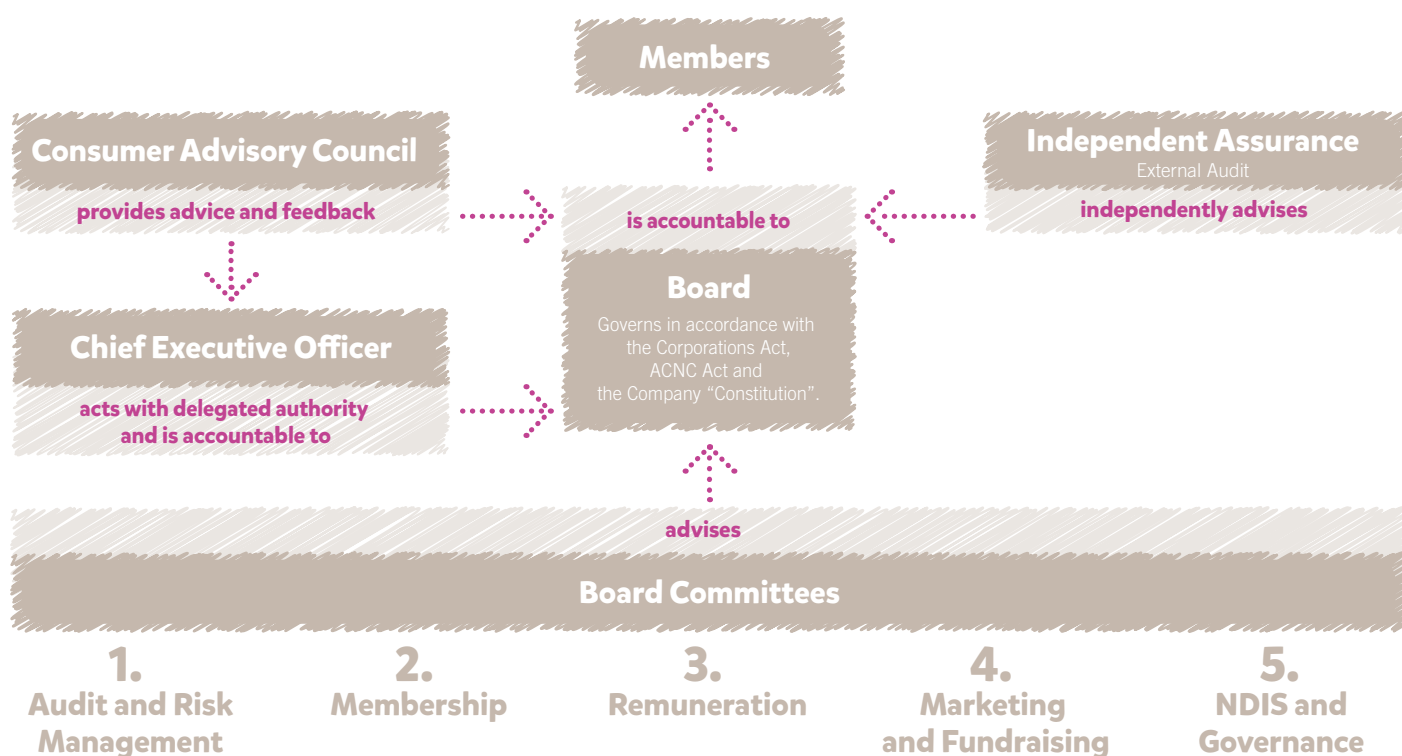 Members
Consumer Advisory Council
provides advice and feedback
Independent Assurance
External Audit
independently advises
is accountable to
Board
Governs in accordance with
the Corporations Act,
ACNC Act and
the Company “Constitution”.
Chief Executive Officer
acts with delegated authority
and is accountable to
advises
Board Committees
1.
Audit and Risk
Management
2.
Membership
3.
Remuneration
4.
Marketing
and Fundraising
5.
NDIS and
Governance